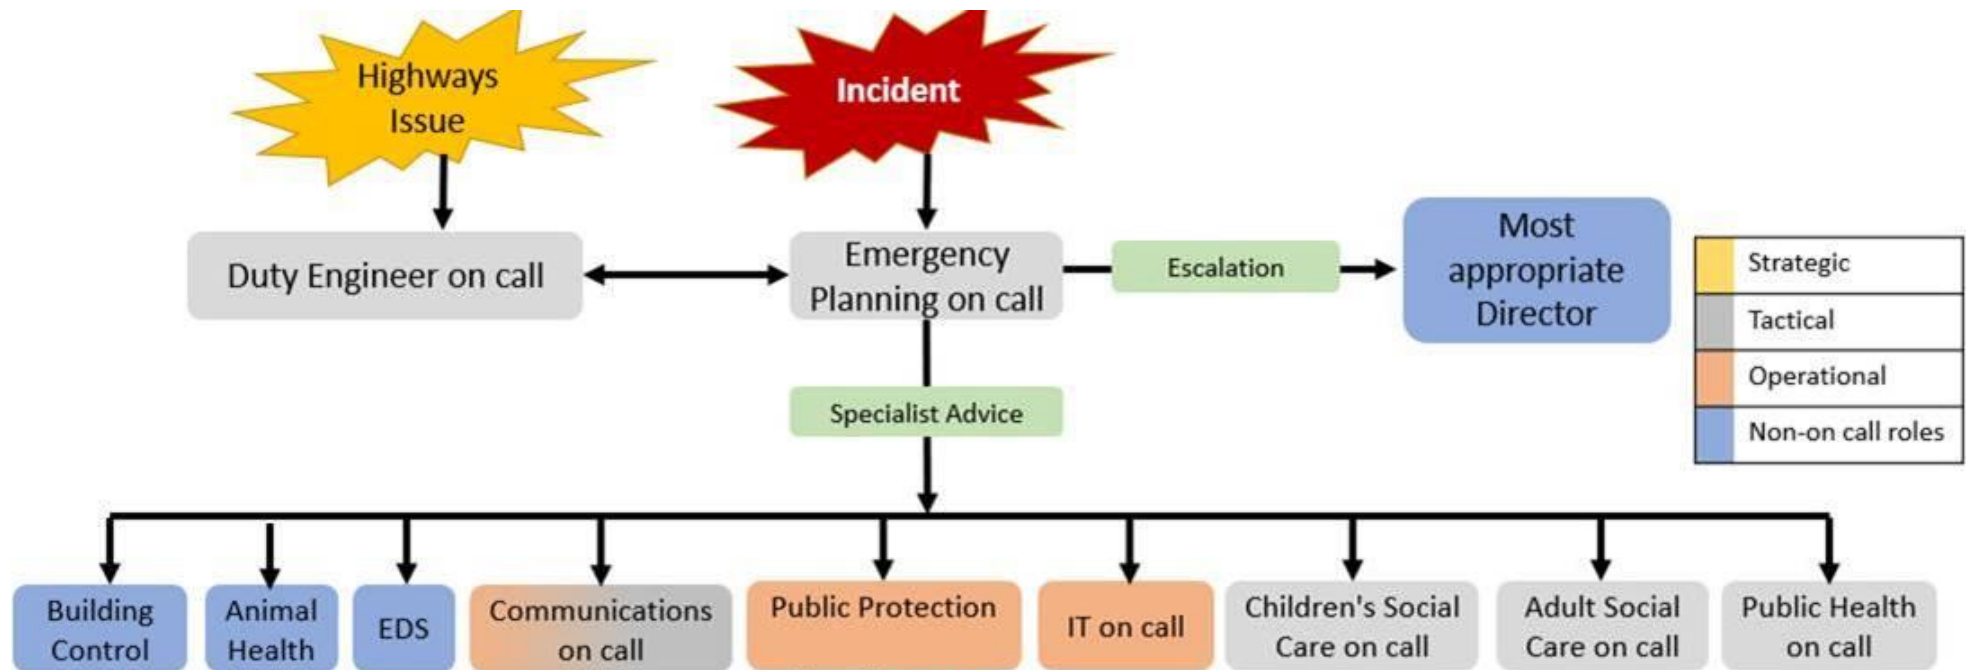 Highways
Issue
Incident
Duty Engineer on call
Emergency
Planning on call
Escalation
Most
appropriate
Director
Strategic
Tactical
Operational
Non-on call roles
Specialist Advice
Building
Control
Animal
Health
EDS
Communications
on call
Public Protection
IT on call
Children's Social
Care on call
Adult Social
Care on call
Public Health
on call